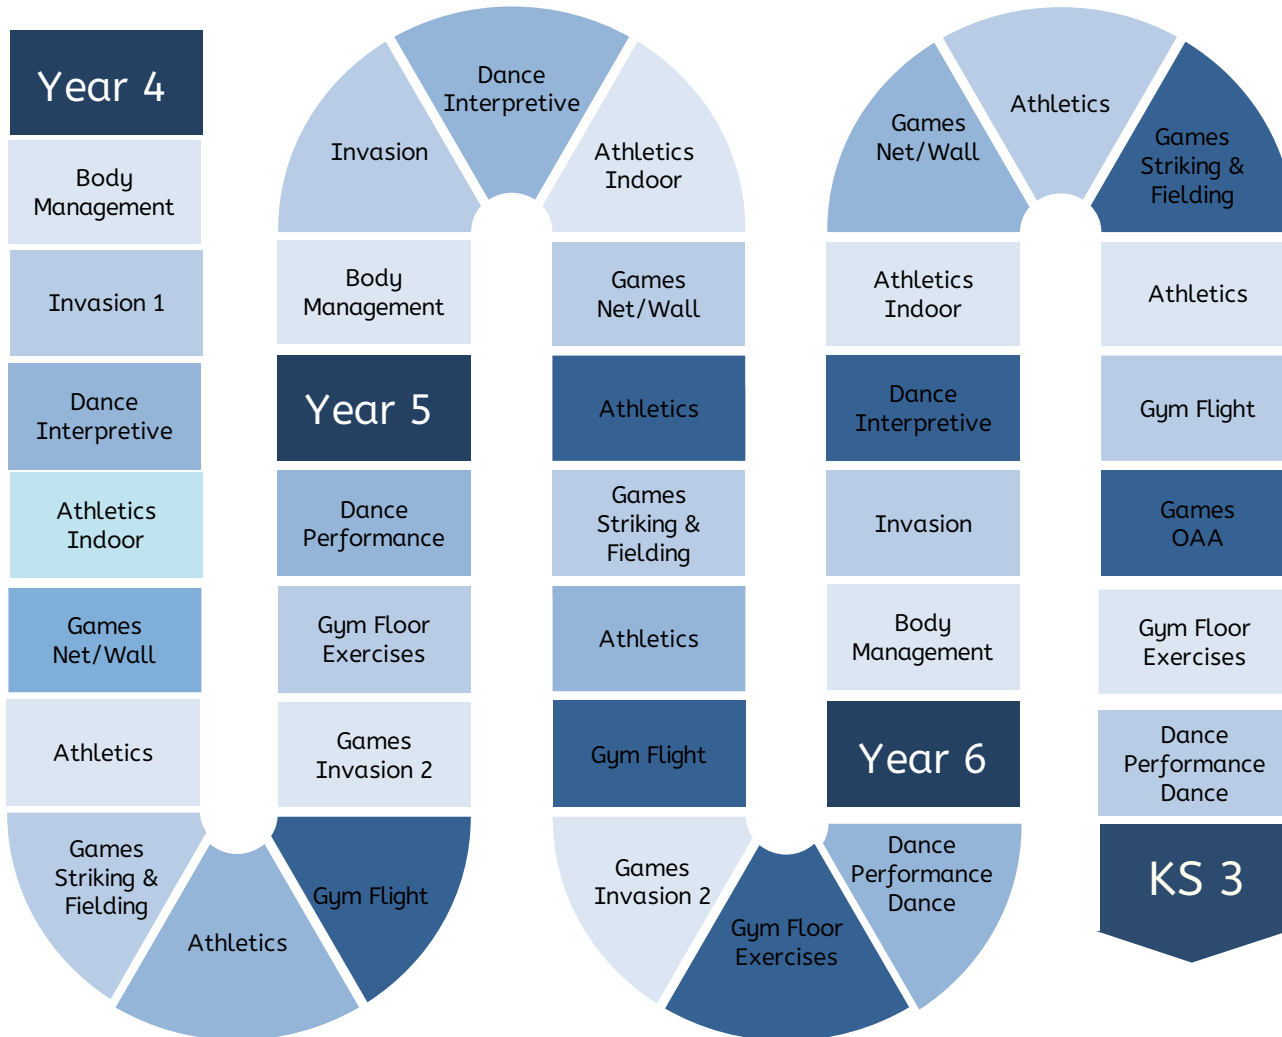 Year 4
Body
Management
Invasion 1
Dance
Interpretive
Athletics
Indoor
Games
Net/Wall
Athletics
Games
Striking &
Fielding
Athletics
Gym Flight
Games
Invasion 2
Gym Floor
Exercises
Dance
Performance
Year 5
Body
Management
Invasion
Dance
Interpretive
Athletics
Indoor
Games
Net/Wall
Athletics
Games
Striking &
Fielding
Athletics
Gym Flight
Games
Invasion 2
Gym Floor
Exercises
Dance
Performance
Dance
Year 6
Body
Management
Invasion
Dance
Interpretive
Athletics
Indoor
Games
Net/Wall
Athletics
Games
Striking &
Fielding
Athletics
Gym Flight
Games
OAA
Gym Floor
Exercises
Dance
Performance
Dance
KS 3